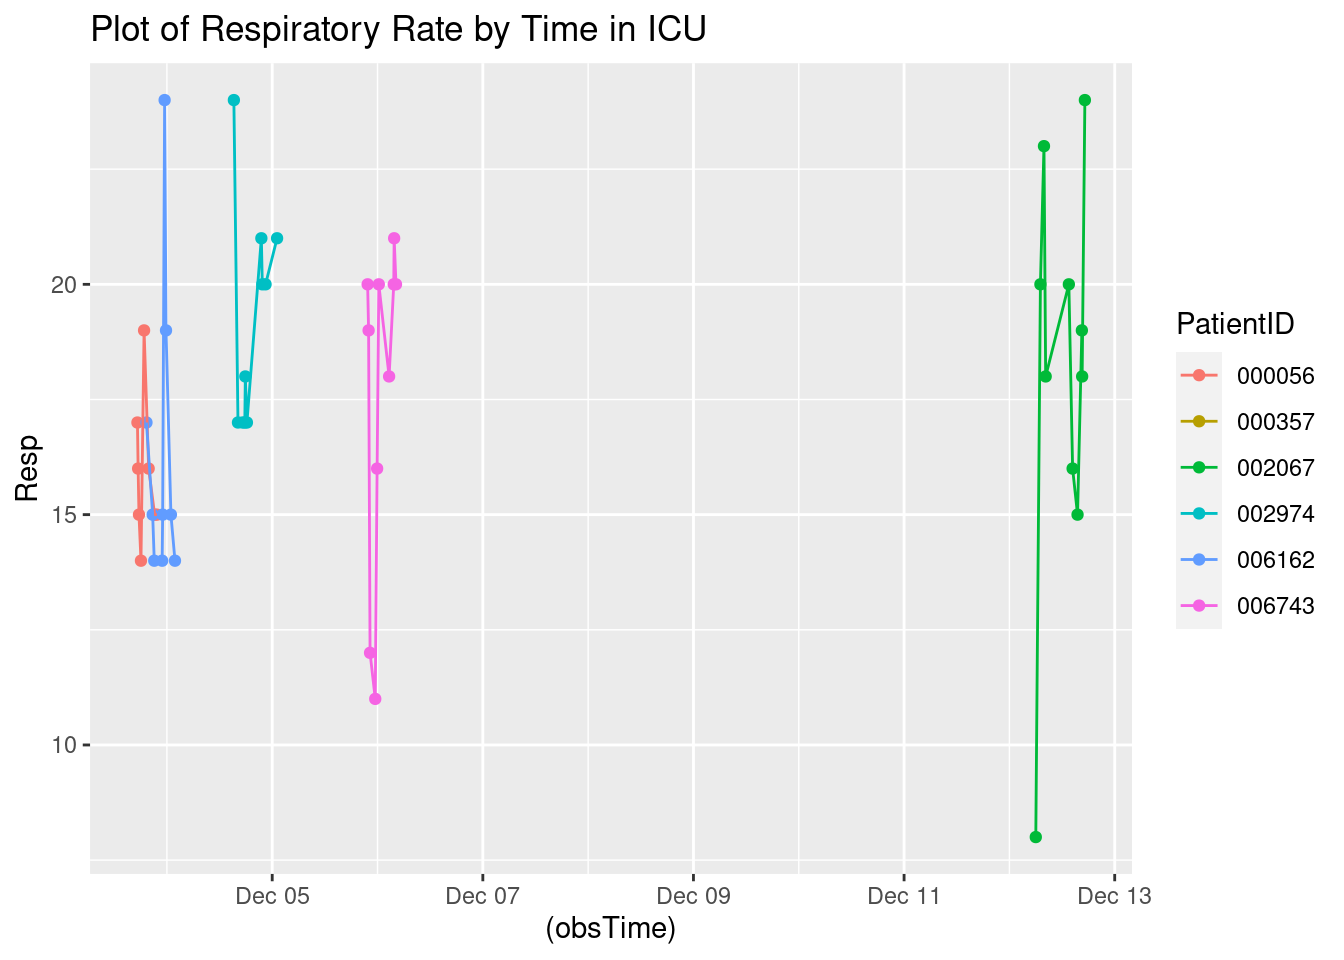 Plot of Respiratory Rate by Time in ICU
Resp
20
15
10
Dec 05
Dec 07
Dec 09
Dec 11
Dec 13
(obsTime)
PatientID
000056
000357
002067
002974
006162
006743